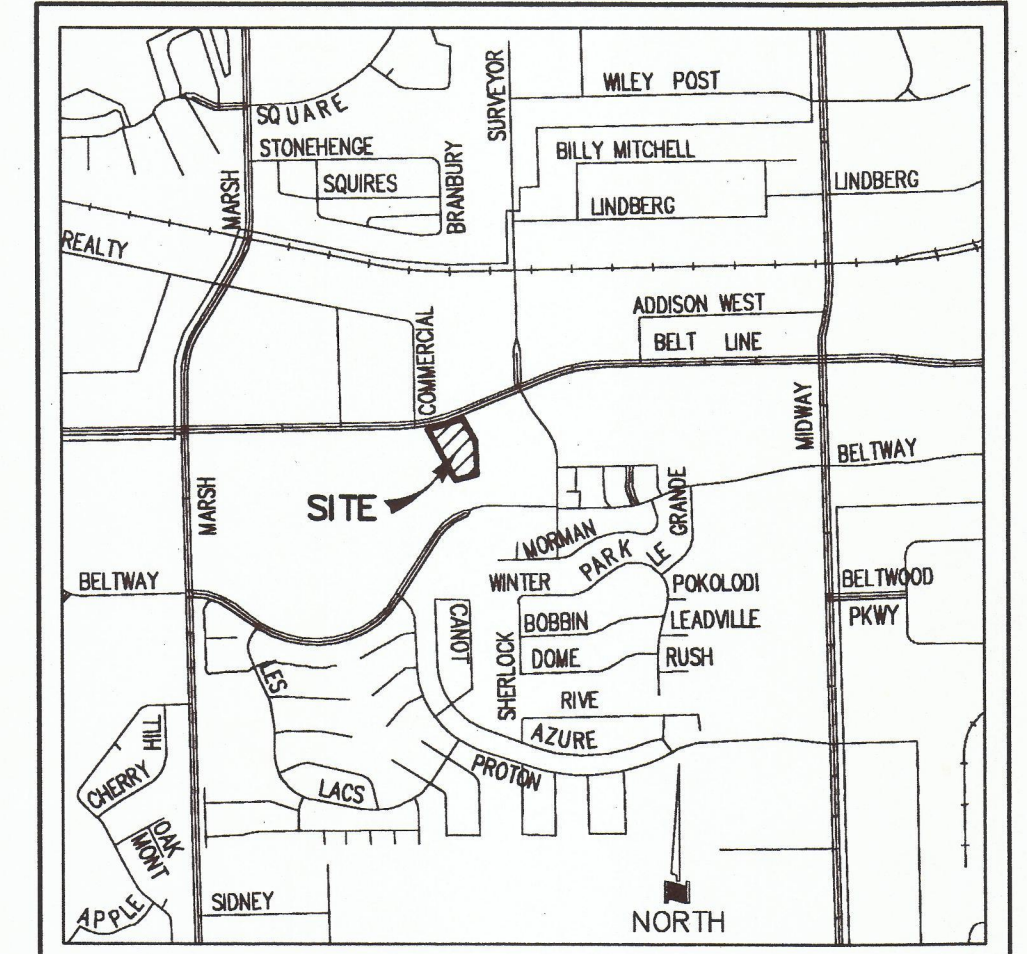 WILEY POST
SQUARE
SURVEYOR
STONEHENGE
BILLY MITCHELL
SQUIRES
BRANBURY
LINDBERG
LINDBERG
MARSH
REALTY
ADDISON WEST
BELT LINE
COMMERCIAL
MIDWAY
BELTWAY
SITE
MARSH
LE GRANDE
MORMAN
PARK
BELTWAY
WINTER
POKOLODI
BELTWOOD
PKWY
CANOT
BOBBIN
LEADVILLE
SHERLOCK
DOME
RUSH
LES
RIVE
AZURE
CHERRY HILL
PROTON
LACS
OAK
MONT
SIDNEY
APPLE
NORTH